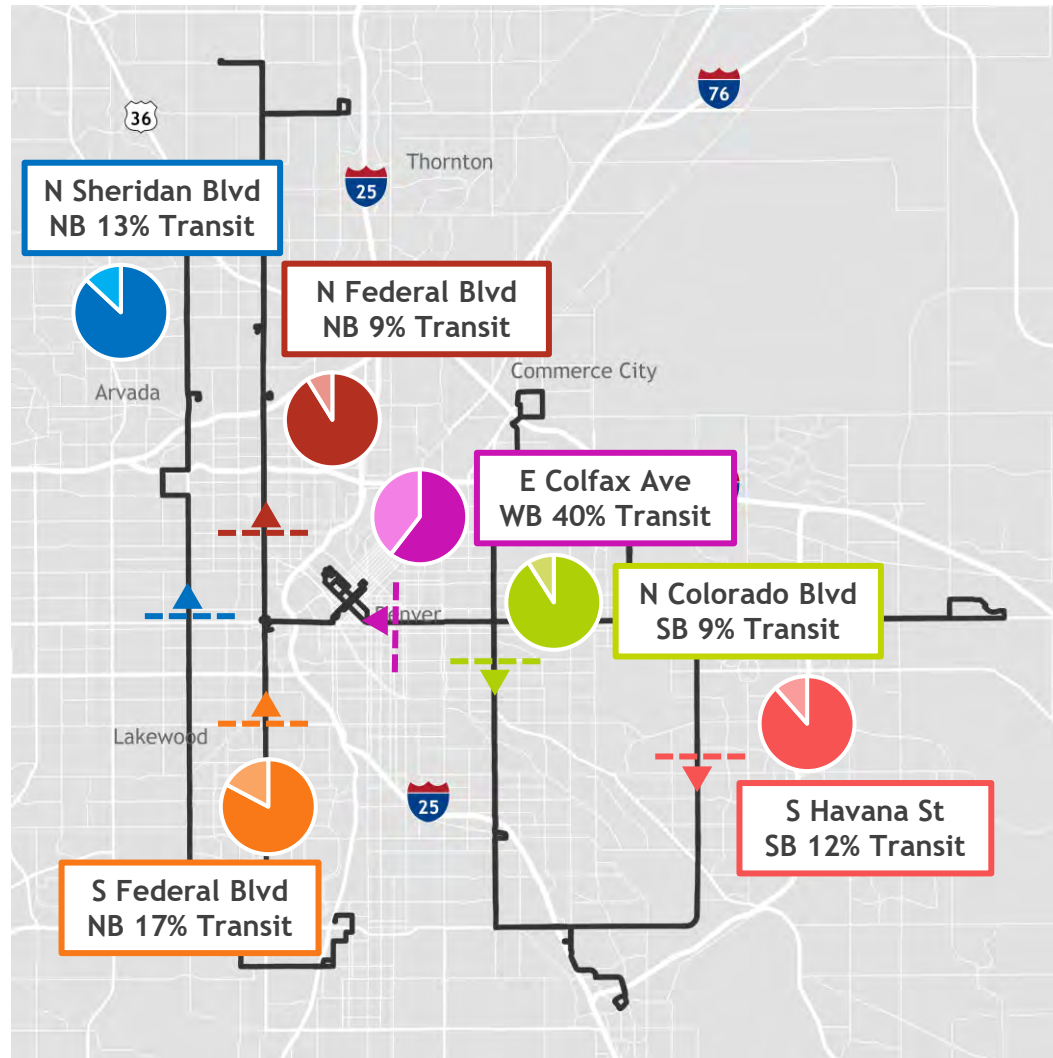 36
76
Thornton
25
N Sheridan Blvd
NB 13% Transit
N Federal Blvd
NB 9% Transit
Commerce City
Arvada
E Colfax Ave
WB 40% Transit
N Colorado Blvd
SB 9% Transit
Denver
Lakewood
25
S Havana St
SB 12% Transit
S Federal Blvd
NB 17% Transit